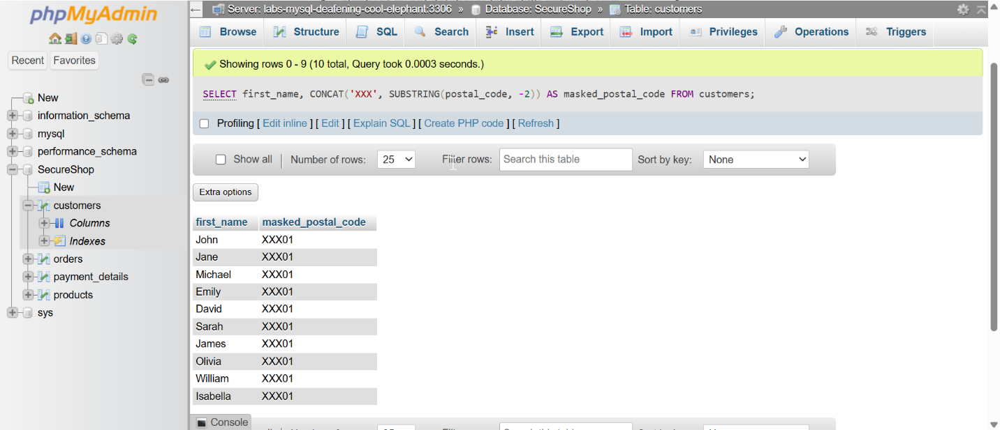 phpMyAdmin
Recent
Favorites
New
information_schema
mysql
performance_schema
SecureShop
New
customers
Columns
Indexes
orders
payment_details
products
sys
Server: labs-mysql-deafening-cool-elephant:3306 » Database: SecureShop » Table: customers
Browse Structure SQL Search Insert Export Import Privileges Operations Triggers
Showing rows 0 - 9 (10 total, Query took 0.0003 seconds.)
SELECT first_name, CONCAT('XXX', SUBSTRING(postal_code, -2)) AS masked_postal_code FROM customers;
Profiling [ Edit inline ] [ Edit ] [ Explain SQL ] [ Create PHP code ] [ Refresh ]
Show all Number of rows: 25 Filter rows: Search this table Sort by key: None
Extra options
first_name masked_postal_code
John XXX01
Jane XXX01
Michael XXX01
Emily XXX01
David XXX01
Sarah XXX01
James XXX01
Olivia XXX01
William XXX01
Isabella XXX01
Console